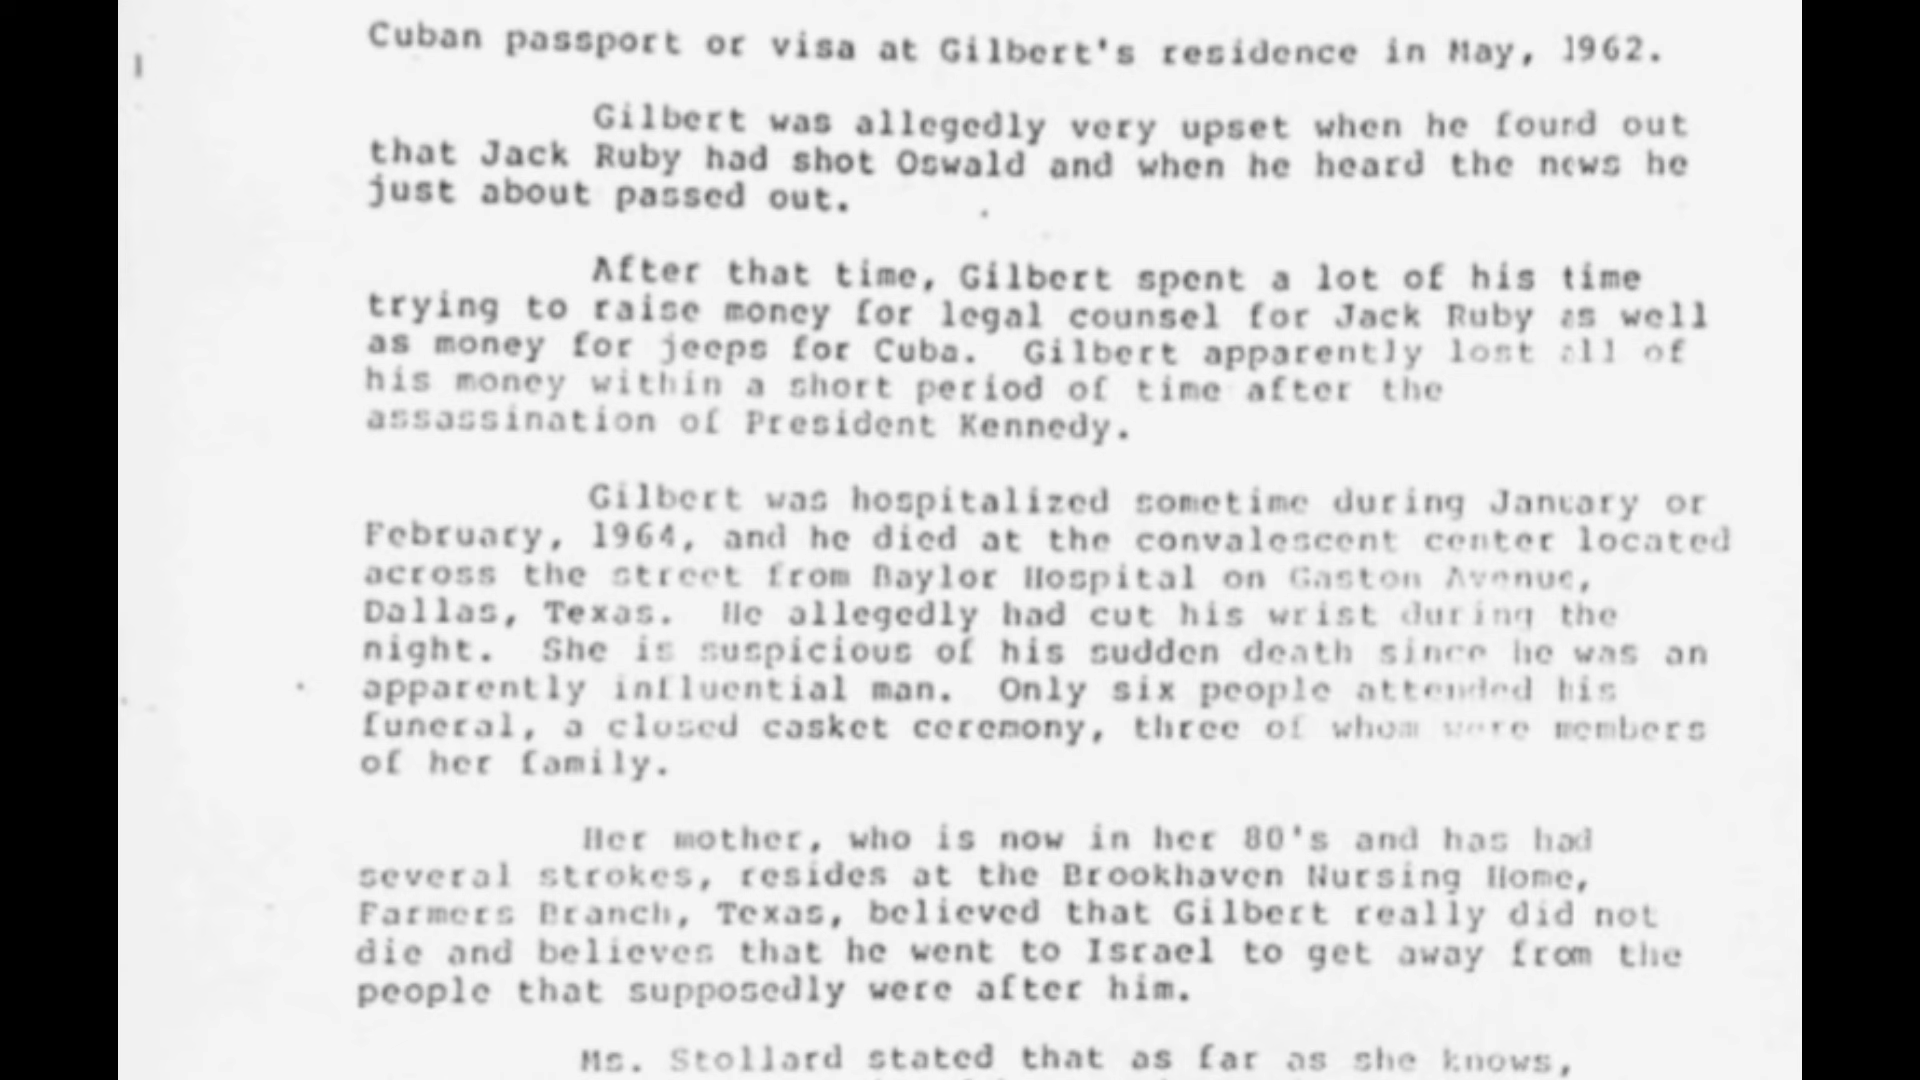 Cuban passport or visa at Gilbert's residence in May, 1962.
Gilbert was allegedly very upset when he found out
that Jack Ruby had shot Oswald and when he heard the news he
just about passed out.
After that time, Gilbert spent a lot of his time
trying to raise money for legal counsel for Jack Ruby as well
as money for jeeps for Cuba. Gilbert apparently lost all of
his money within a short period of time after the
assassination of President Kennedy.
Gilbert was hospitalized sometime during January or
February, 1964, and he died at the convalescent center located
across the street from Baylor Hospital on Gaston Avenue,
Dallas, Texas. He allegedly had cut his wrist during the
night. She is suspicious of his sudden death since he was an
apparently influential man. Only six people attended his
funeral, a closed casket ceremony, three of whom were members
of her family.
Her mother, who is now in her 80's and has had
several strokes, resides at the Brookhaven Nursing Home,
Farmers Branch, Texas, believed that Gilbert really did not
die and believes that he went to Israel to get away from the
people that supposedly were after him.
Ms. Stollard stated that as far as she knows,